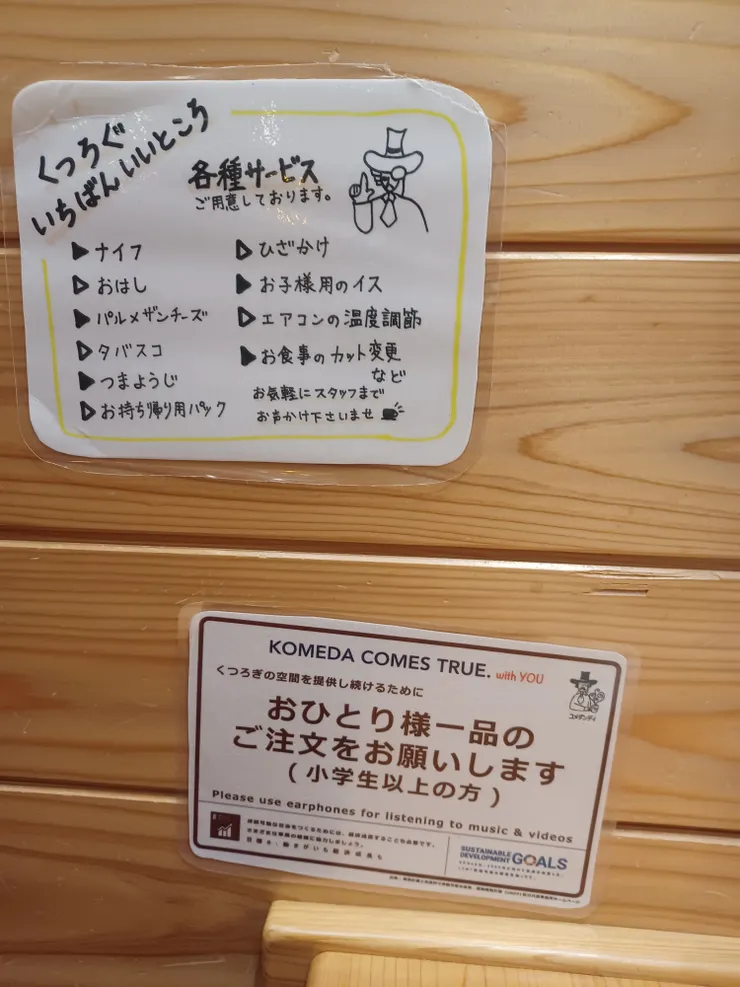 くつろぐ
いちばんいいところ
各種サービス
ご用意しております。
▶ナイフ
▷おはし
▶パルメザンチーズ
▷タバスコ
▶つまようじ
▷お持ち帰り用パック
▷ひざかけ
▶お子様用のイス
▷エアコンの温度調節
▶お食事のカット変更
など
お気軽にスタッフまで
お声かけ下さいませ
KOMEDA COMES TRUE. with YOU
くつろぎの空間を提供し続けるために
コメダンディ
おひとり様一品の
ご注文をお願いします
(小学生以上の方)
Please use earphones for listening to music & videos
8
SUSTAINABLE
DEVELOPMENT GOALS